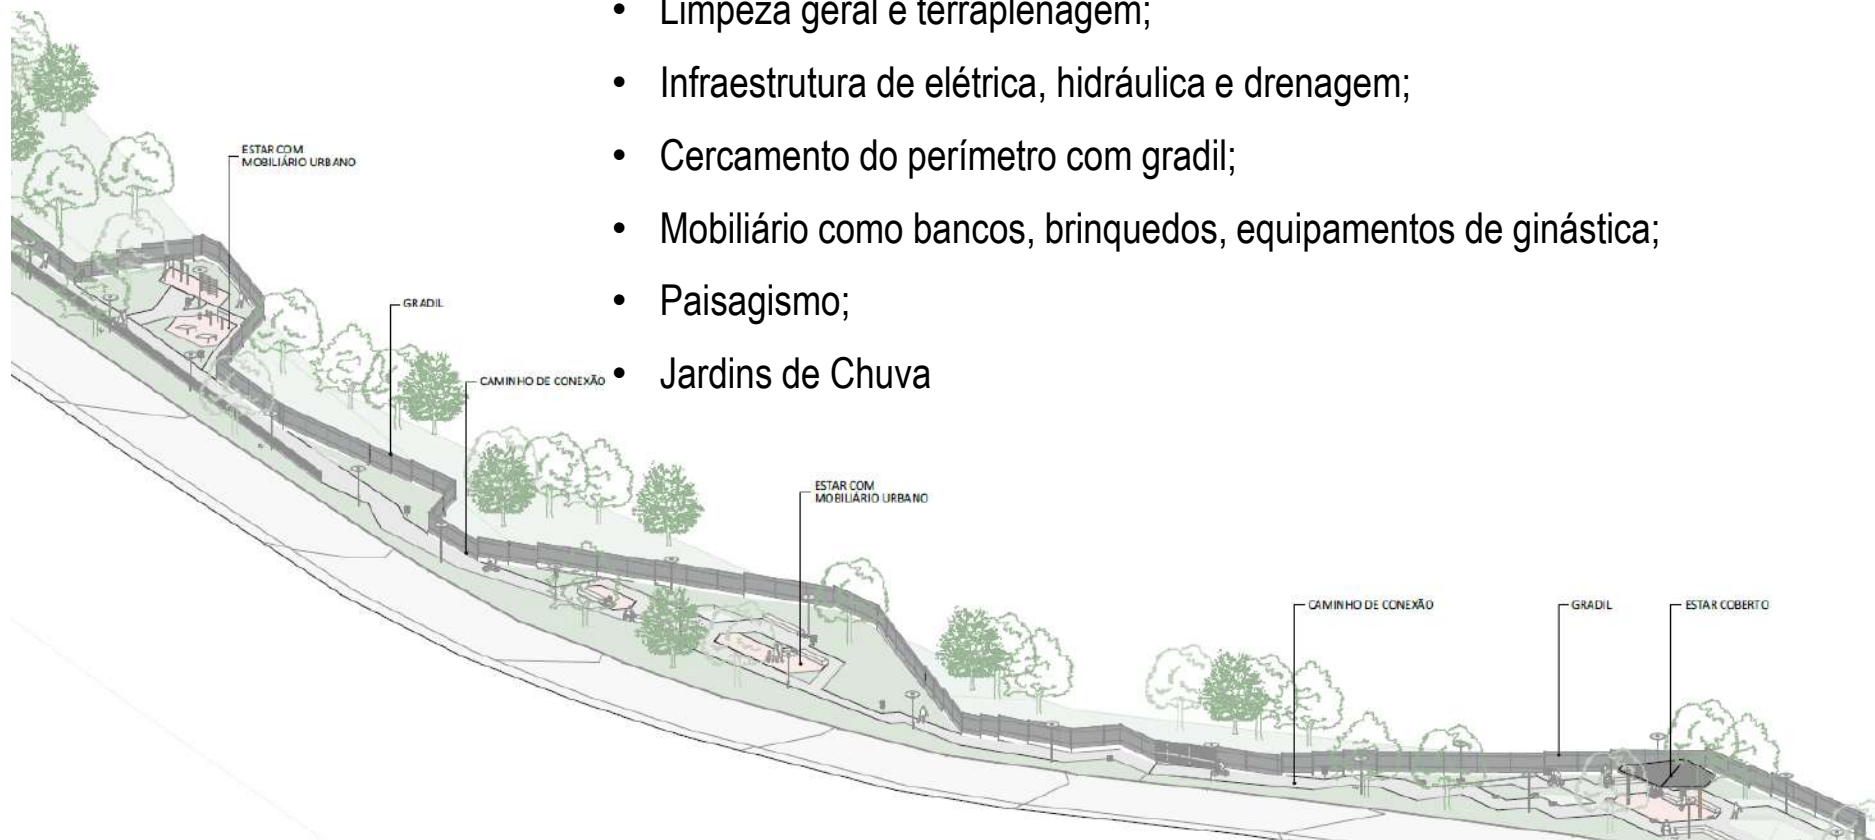 • Limpeza geral e terraplenagem;
• Infraestrutura de elétrica, hidráulica e drenagem;
• Cercamento do perímetro com gradil;
• Mobiliário como bancos, brinquedos, equipamentos de ginástica;
• Paisagismo;
• Jardins de Chuva
ESTAR COM
MOBILIÁRIO URBANO
GRADIL
CAMINHO DE CONEXÃO
ESTAR COM
MOBILIÁRIO URBANO
CAMINHO DE CONEXÃO
GRADIL
ESTAR COBERTO